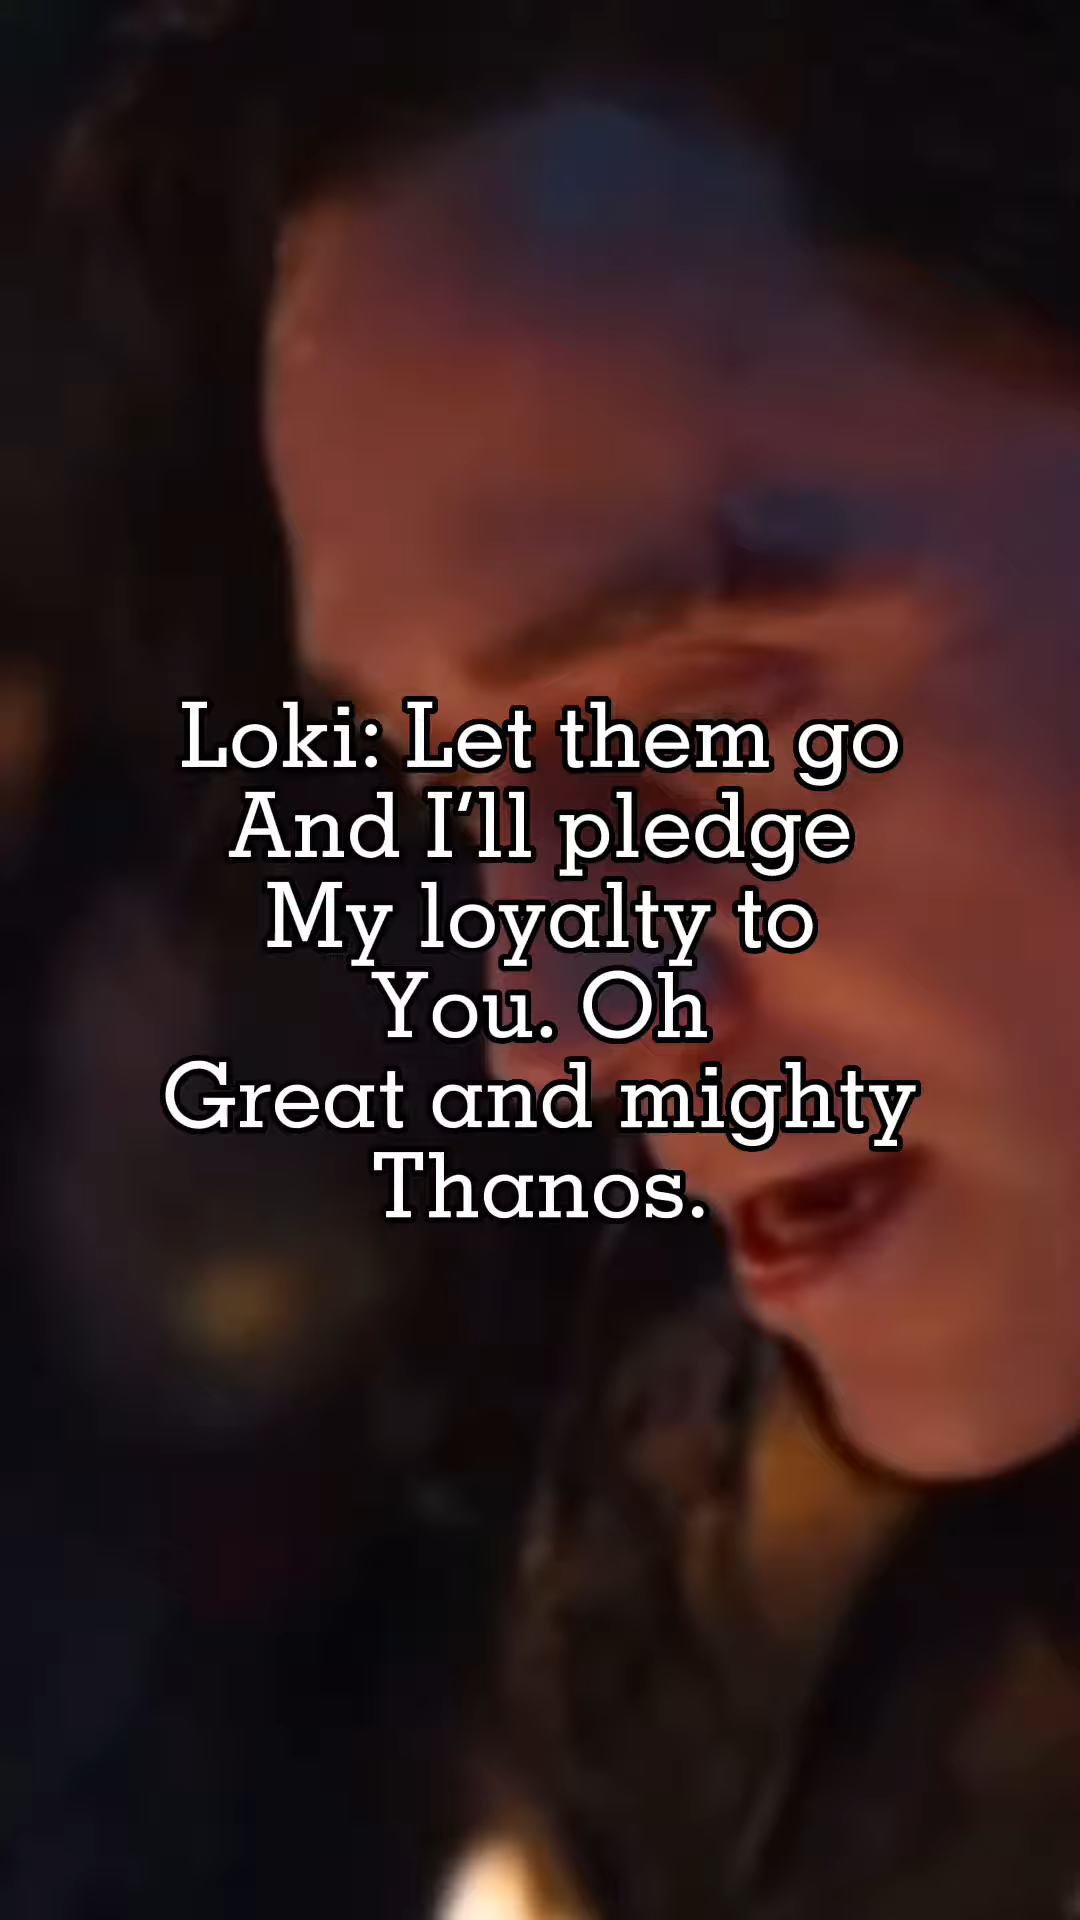 Loki: Let them go
And I’ll pledge
My loyalty to
You. Oh
Great and mighty
Thanos.